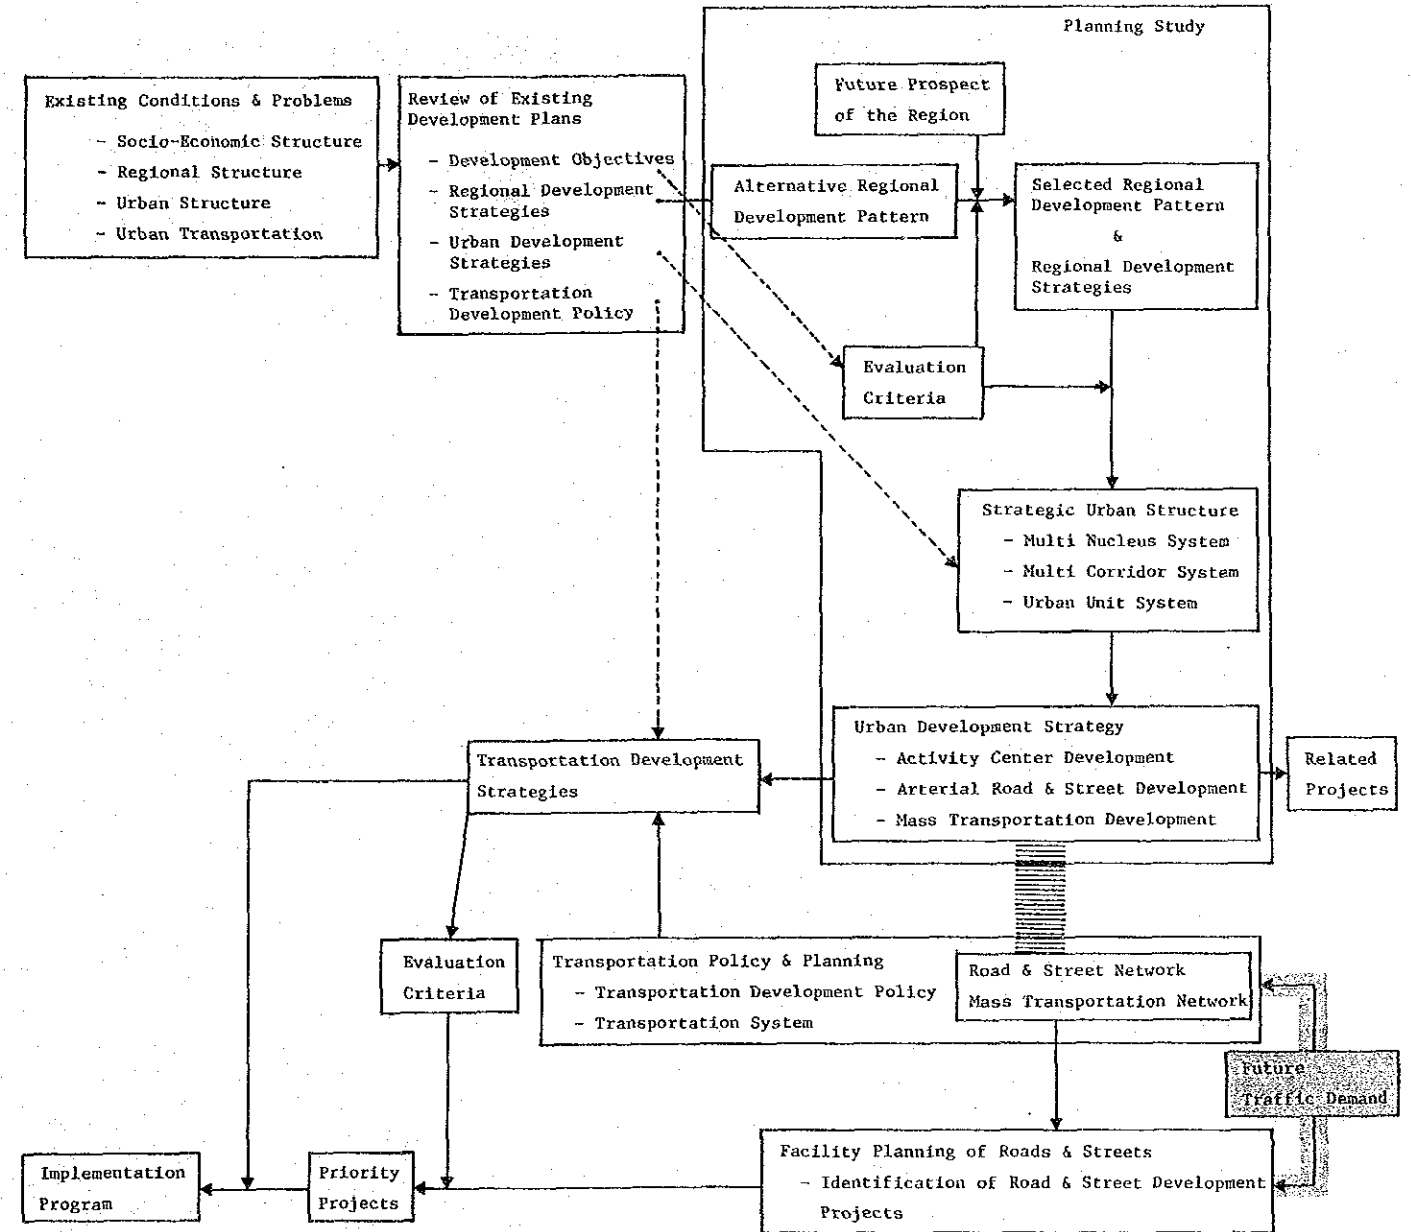 Planning Study
Existing Conditions & Problems
- Socio-Economic Structure
- Regional Structure
- Urban Structure
- Urban Transportation
Review of Existing
Development Plans
- Development Objectives
- Regional Development
Strategies
- Urban Development
Strategies
- Transportation
Development Policy
Future Prospect
of the Region
Alternative Regional
Development Pattern
Selected Regional
Development Pattern
&
Regional Development
Strategies
Evaluation
Criteria
Strategic Urban Structure
- Multi Nucleus System
- Multi Corridor System
- Urban Unit System
Urban Development Strategy
- Activity Center Development
- Arterial Road & Street Development
- Mass Transportation Development
Related
Projects
Transportation Development
Strategies
Evaluation
Criteria
Transportation Policy & Planning
- Transportation Development Policy
- Transportation System
Road & Street Network
Mass Transportation Network
Future
Traffic Demand
Facility Planning of Roads & Streets
- Identification of Road & Street Development
Projects
Priority
Projects
Implementation
Program